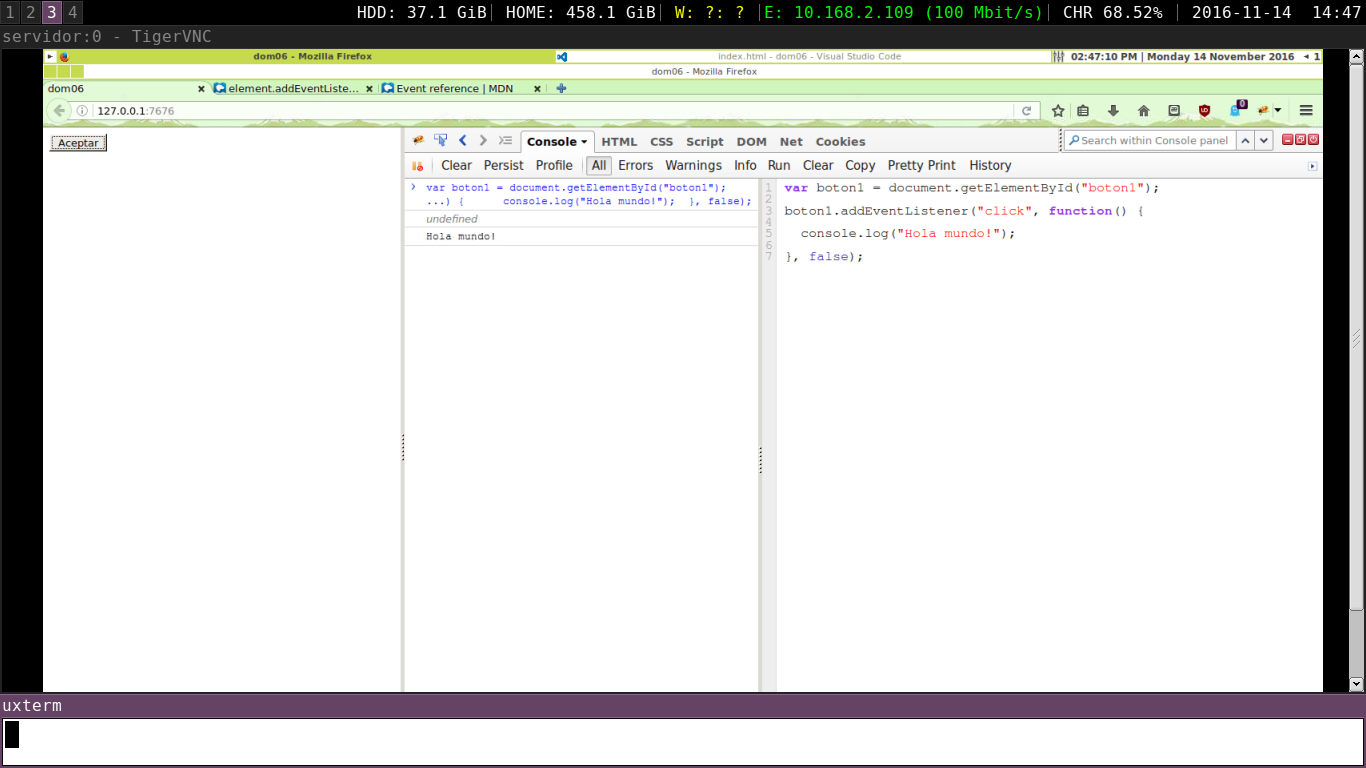 1 2 3 4 HDD: 37.1 GiB| HOME: 458.1 GiB| W: ?: ? |E: 10.168.2.109 (100 Mbit/s)| CHR 68.52% | 2016-11-14 14:47
servidor:0 - TigerVNC
dom06 - Mozilla Firefox index.html - dom06 - Visual Studio Code 02:47:10 PM | Monday 14 November 2016 1
dom06 - Mozilla Firefox
dom06 element.addEventListe... Event reference | MDN
127.0.0.1:7676 0
Aceptar
Console HTML CSS Script DOM Net Cookies Search within Console panel
Clear Persist Profile All Errors Warnings Info Run Clear Copy Pretty Print History
var boton1 = document.getElementById("boton1");
...) { console.log("Hola mundo!"); }, false);
undefined
Hola mundo!
1 var boton1 = document.getElementById("boton1");
2
3 boton1.addEventListener("click", function() {
4
5 console.log("Hola mundo!");
6
7 }, false);
uxterm